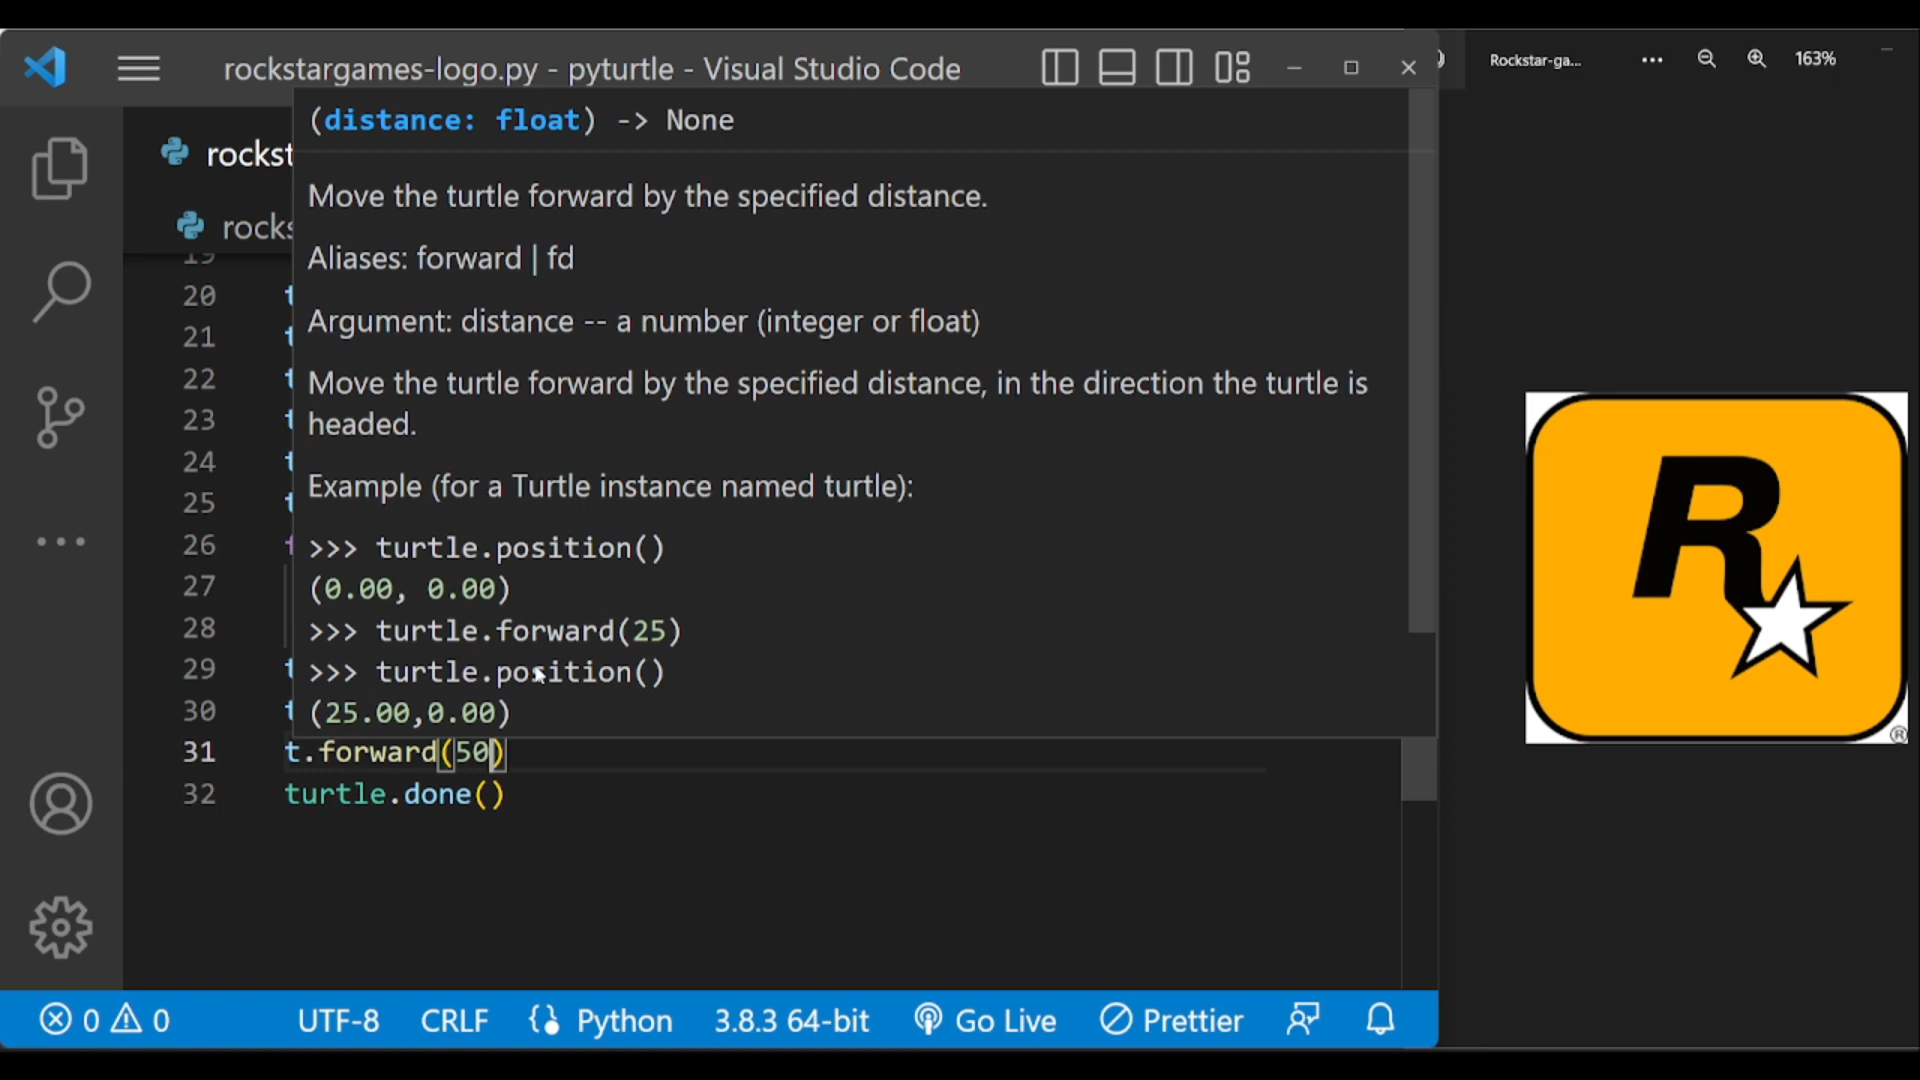 rockstargames-logo.py - pyturtle - Visual Studio Code
Rockstar-ga...
163%
(distance: float) -> None
Move the turtle forward by the specified distance.
Aliases: forward | fd
Argument: distance -- a number (integer or float)
Move the turtle forward by the specified distance, in the direction the turtle is
headed.
Example (for a Turtle instance named turtle):
>>> turtle.position()
(0.00, 0.00)
>>> turtle.forward(25)
>>> turtle.position()
(25.00,0.00)
rockst
rocks
19
20 t
21 t
22 t
23 t
24 t
25 t
26 f
27
28
29 t
30 t
31 t.forward(50)
32 turtle.done()
R
®
0 0 UTF-8 CRLF Python 3.8.3 64-bit Go Live Prettier